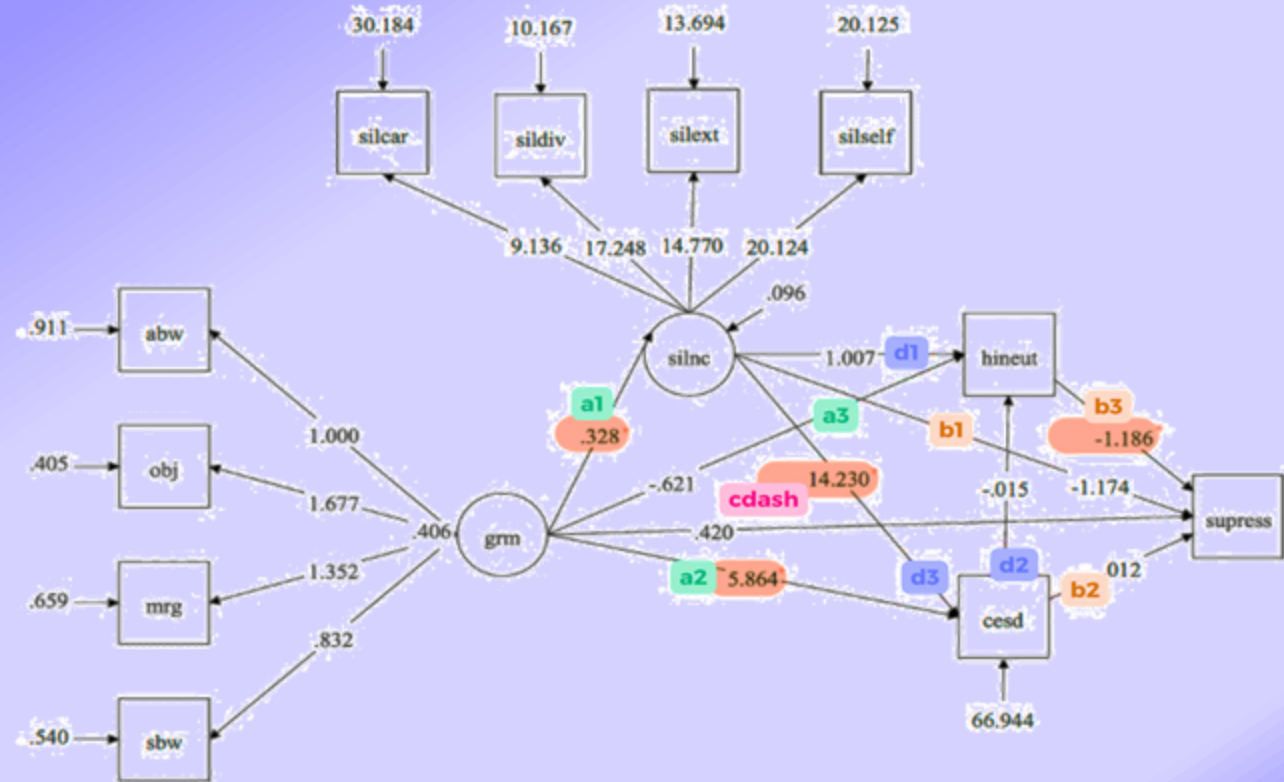 30.184 10.167 13.694 20.125
silcar sildiv silext silself
9.136 17.248 14.770 20.124
.096
.911 abw silnc 1.007 d1 hineut
a1 a3 b1 b3
1.000 .328 -1.186
.405 obj
-.621 14.230 -.015 -1.174
cdash
1.677
.406 grm .420 supress
1.352 a2 5.864 d3 d2 012
b2
.659 mrg cesd
.832
66.944
.540 sbw